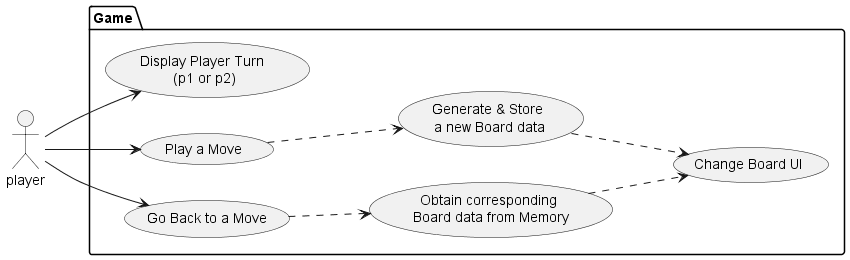 Game
Display Player Turn
(p1 or p2)
Generate & Store
a new Board data
Play a Move
Change Board UI
player
Obtain corresponding
Board data from Memory
Go Back to a Move